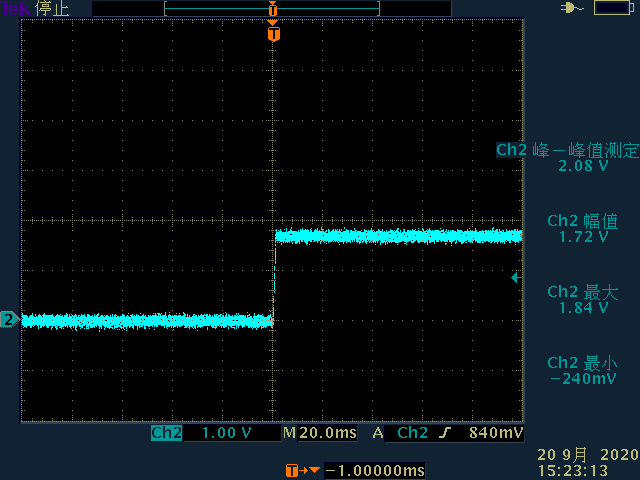 Tek 停止
T
T
Ch2 峰－峰值测定
2.08 V
Ch2 幅值
1.72 V
Ch2 最大
1.84 V
2
Ch2 最小
−240mV
Ch2 1.00 V M 20.0ms A Ch2 840mV
T −1.00000ms
20 9月 2020
15:23:13